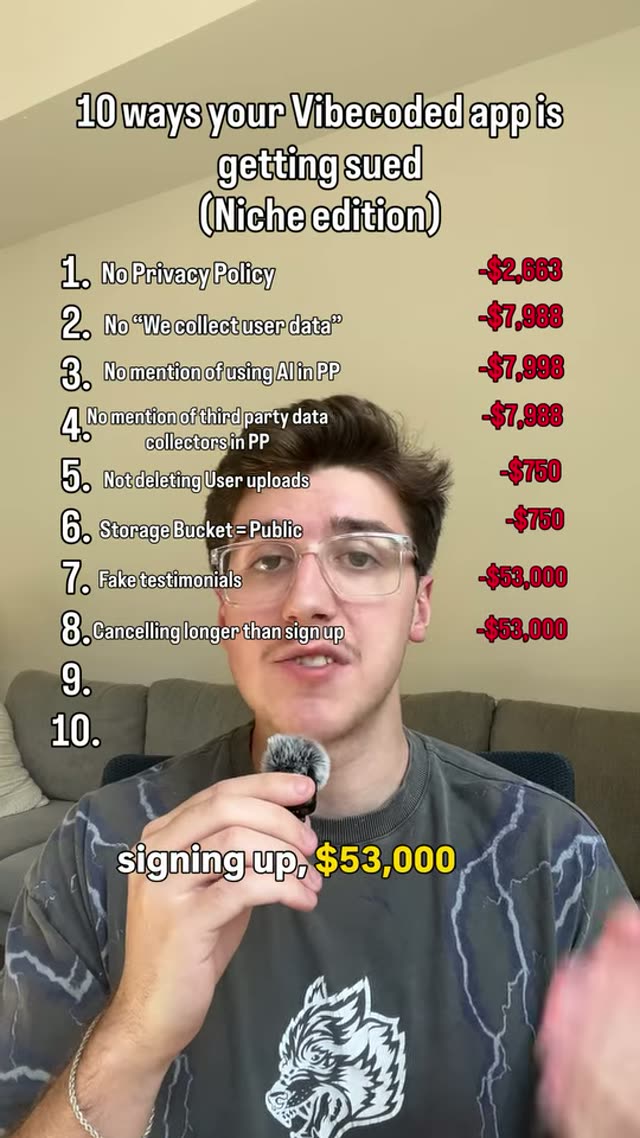 10 ways your Vibecoded app is
getting sued
(Niche edition)
1. No Privacy Policy -$2,663
2. No “We collect user data” -$7,988
3. No mention of using AI in PP -$7,998
4. No mention of third party data
collectors in PP -$7,988
5. Not deleting User uploads -$750
6. Storage Bucket = Public -$750
7. Fake testimonials -$53,000
8. Cancelling longer than sign up -$53,000
9.
10.
signing up, $53,000